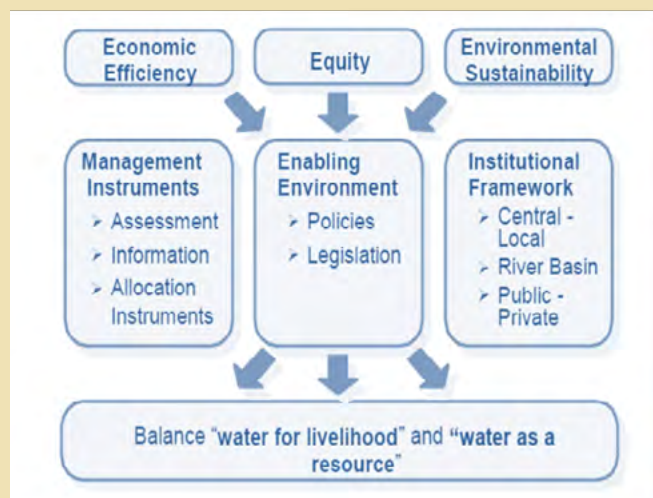 Economic
Efficiency
Equity
Environmental
Sustainability
Management
Instruments
➢ Assessment
➢ Information
➢ Allocation
Instruments
Enabling
Environment
➢ Policies
➢ Legislation
Institutional
Framework
➢ Central -
Local
➢ River Basin
➢ Public -
Private
Balance "water for livelihood" and "water as a
resource"